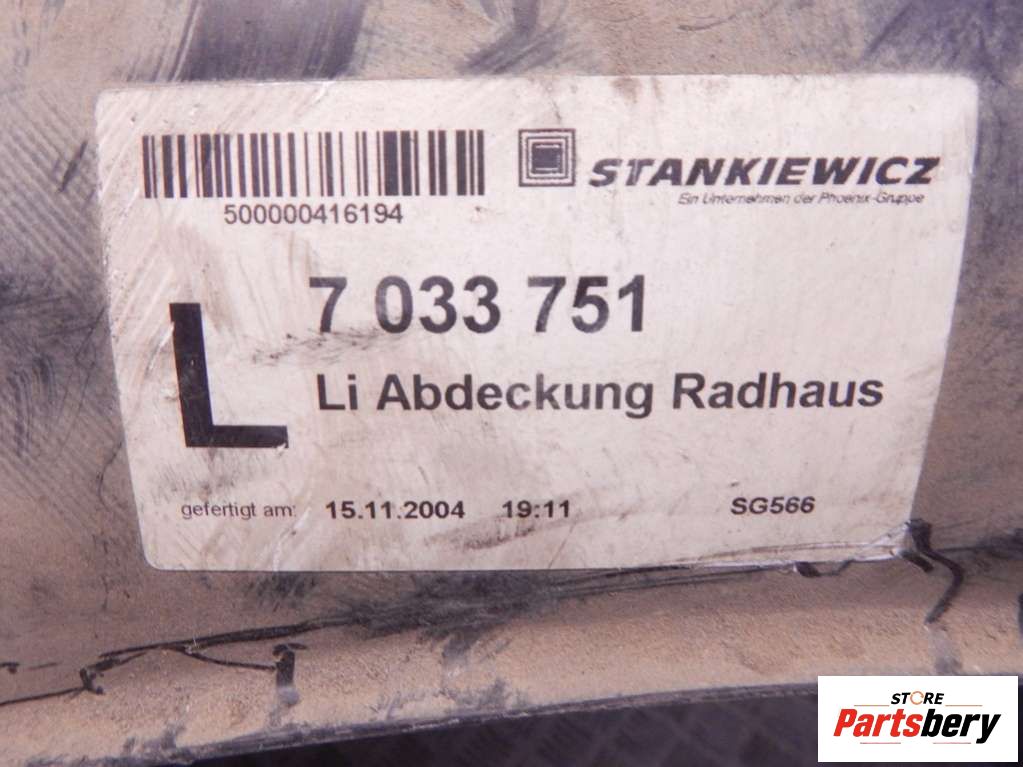 STANKIEWICZ
Ein Unternehmen der Phoenix-Gruppe
500000416194
7 033 751
L
Li Abdeckung Radhaus
gefertigt am: 15.11.2004 19:11 SG566
STORE
Partsbery